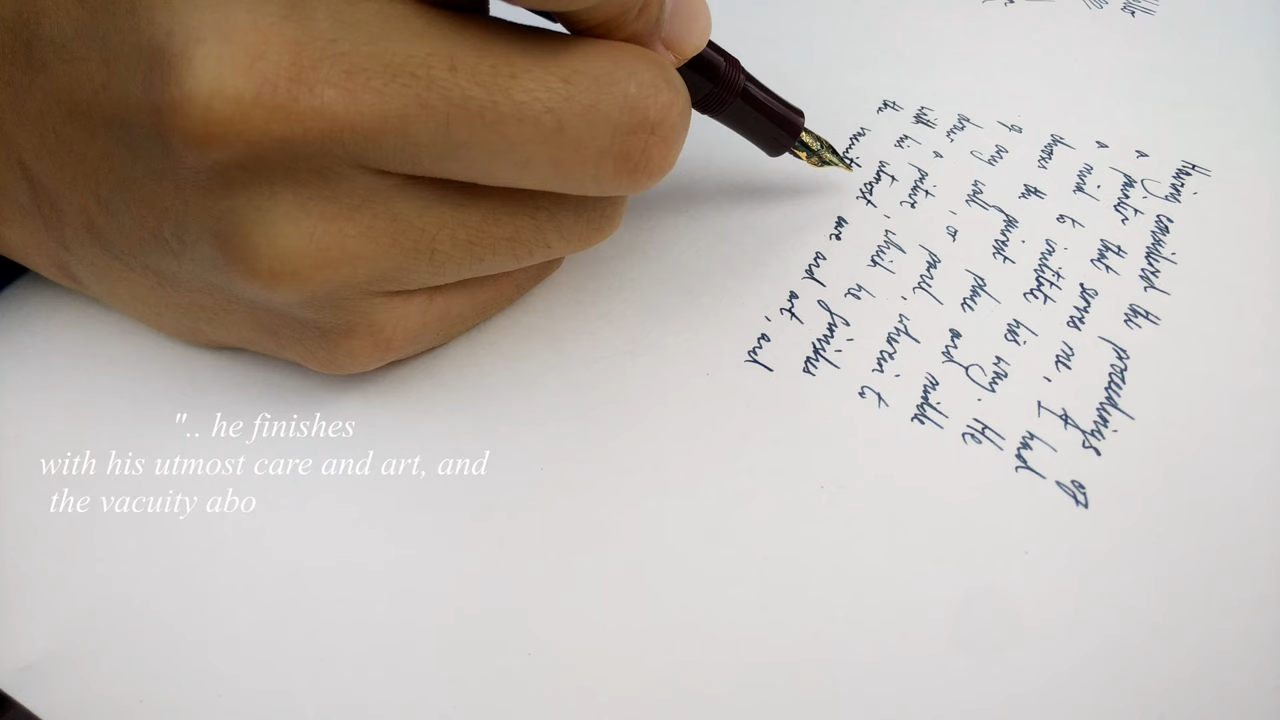 Having considered the proceedings of
a painter that serves me, I had
a mind to imitate his way. He
chooses the fairest place and middle
of any wall, or panel, wherein to
draw a picture, which he finishes
with his utmost care and art, and
the vacuity
".. he finishes
with his utmost care and art, and
the vacuity abo